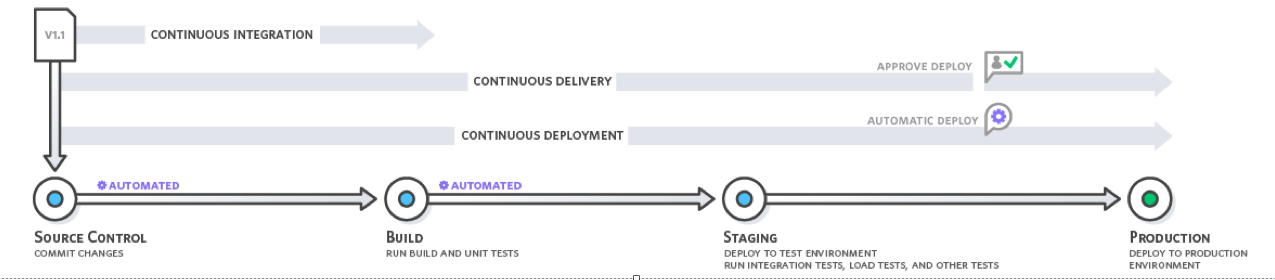 V1.1
CONTINUOUS INTEGRATION
APPROVE DEPLOY
CONTINUOUS DELIVERY
AUTOMATIC DEPLOY
CONTINUOUS DEPLOYMENT
AUTOMATED
AUTOMATED
SOURCE CONTROL
COMMIT CHANGES
BUILD
RUN BUILD AND UNIT TESTS
STAGING
DEPLOY TO TEST ENVIRONMENT
RUN INTEGRATION TESTS, LOAD TESTS, AND OTHER TESTS
PRODUCTION
DEPLOY TO PRODUCTION
ENVIRONMENT